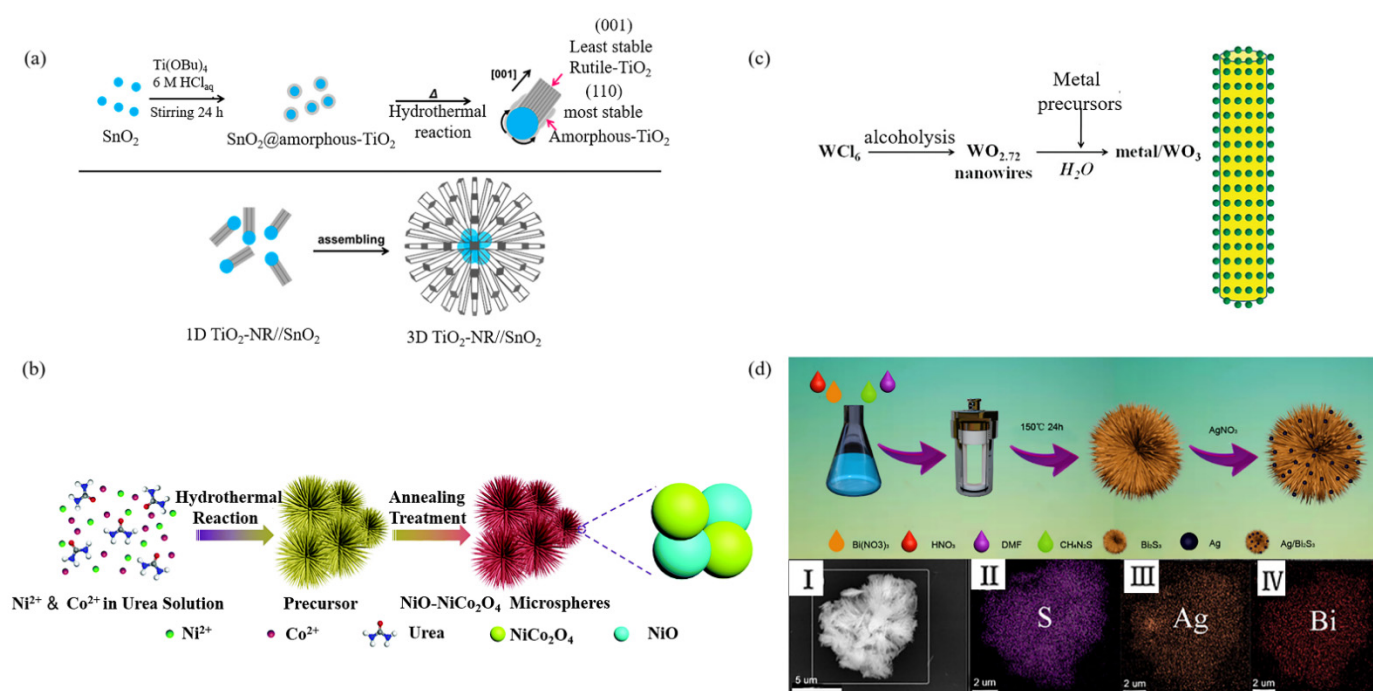 (a)
Ti(OBu)₄
6 M HClaq
Stirring 24 h
SnO₂
SnO₂@amorphous-TiO₂
Δ
Hydrothermal
reaction
[001]
(001)
Least stable
Rutile-TiO₂
(110)
most stable
Amorphous-TiO₂
assembling
1D TiO₂-NR//SnO₂
3D TiO₂-NR//SnO₂
(b)
Hydrothermal
Reaction
Annealing
Treatment
Ni²⁺ & Co²⁺ in Urea Solution
Precursor
NiO-NiCo₂O₄ Microspheres
Ni²⁺
Co²⁺
Urea
NiCo₂O₄
NiO
(c)
WCl₆
alcoholysis
WO₂.₇₂
nanowires
Metal
precursors
H₂O
metal/WO₃
(d)
150℃ 24h
AgNO₃
Bi(NO3)₃
HNO₃
DMF
CH₄N₂S
Bi₂S₃
Ag
Ag/Bi₂S₃
I
5 um
II
S
2 um
III
Ag
2 um
IV
Bi
2 um